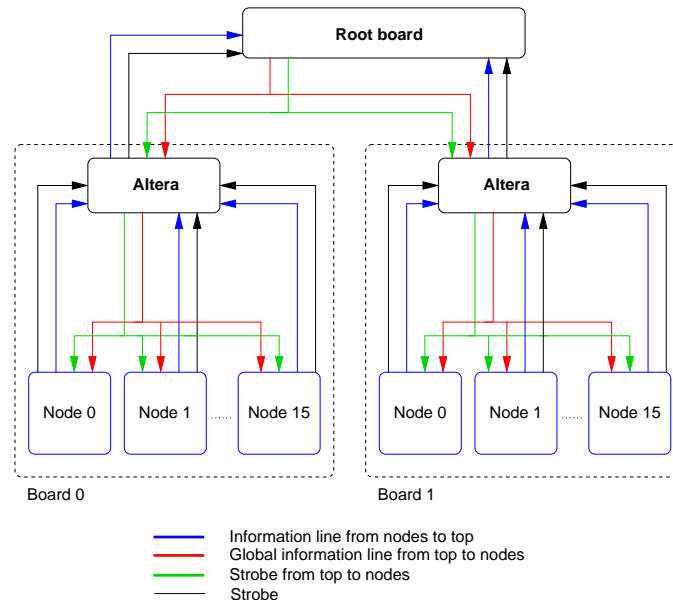 Root board
Altera
Altera
Node 0
Node 1
......
Node 15
Node 0
Node 1
......
Node 15
Board 0
Board 1
Information line from nodes to top
Global information line from top to nodes
Strobe from top to nodes
Strobe